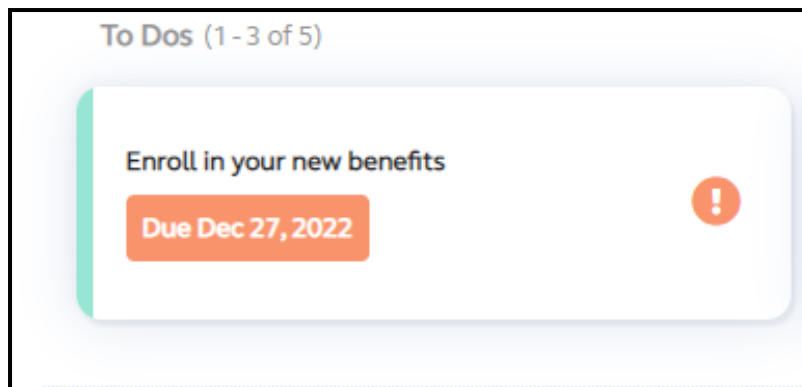 To Dos (1 - 3 of 5)
Enroll in your new benefits
Due Dec 27, 2022
!